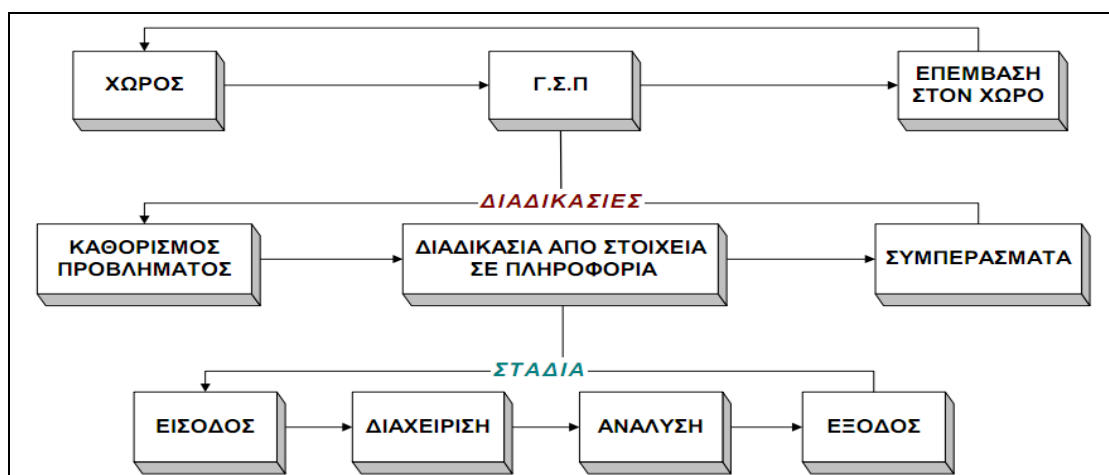 ΧΩΡΟΣ
Γ.Σ.Π
ΕΠΕΜΒΑΣΗ
ΣΤΟΝ ΧΩΡΟ
ΔΙΑΔΙΚΑΣΙΕΣ
ΚΑΘΟΡΙΣΜΟΣ
ΠΡΟΒΛΗΜΑΤΟΣ
ΔΙΑΔΙΚΑΣΙΑ ΑΠΟ ΣΤΟΙΧΕΙΑ
ΣΕ ΠΛΗΡΟΦΟΡΙΑ
ΣΥΜΠΕΡΑΣΜΑΤΑ
ΣΤΑΔΙΑ
ΕΙΣΟΔΟΣ
ΔΙΑΧΕΙΡΙΣΗ
ΑΝΑΛΥΣΗ
ΕΞΟΔΟΣ